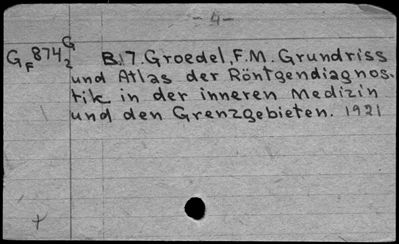 - 4 -
G_F 874 G/2 B. 17. Groedel, F. M. Grundriss
und Atlas der Röntgendiagnos-
tik in der inneren Medizin
und den Grenzgebieten. 1921